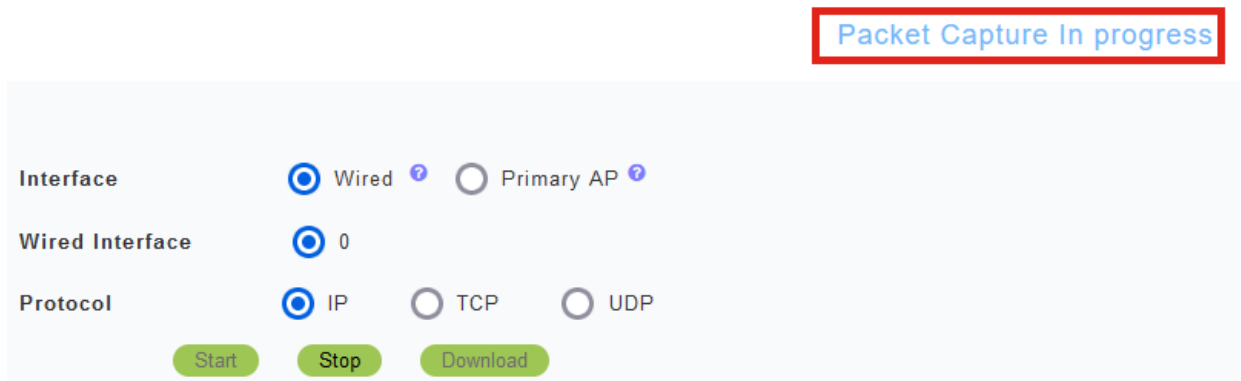 Packet Capture In progress
Interface Wired ? Primary AP ?
Wired Interface 0
Protocol IP TCP UDP
Start Stop Download